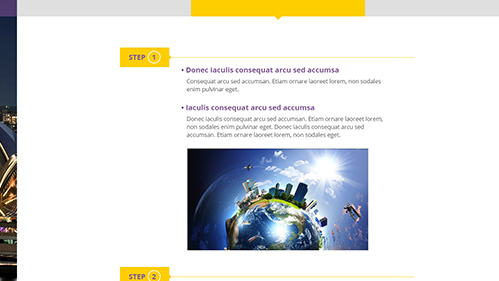 STEP 1
• Donec iaculis consequat arcu sed accumsa
Consequat arcu sed accumsan. Etiam ornare laoreet lorem, non sodales
enim pulvinar eget.
• Iaculis consequat arcu sed accumsa
Donec iaculis consequat arcu sed accumsan. Etiam ornare laoreet lorem,
non sodales enim pulvinar eget. Donec iaculis consequat arcu sed
accumsan. Etiam ornare laoreet lorem, non sodales eget.
STEP 2